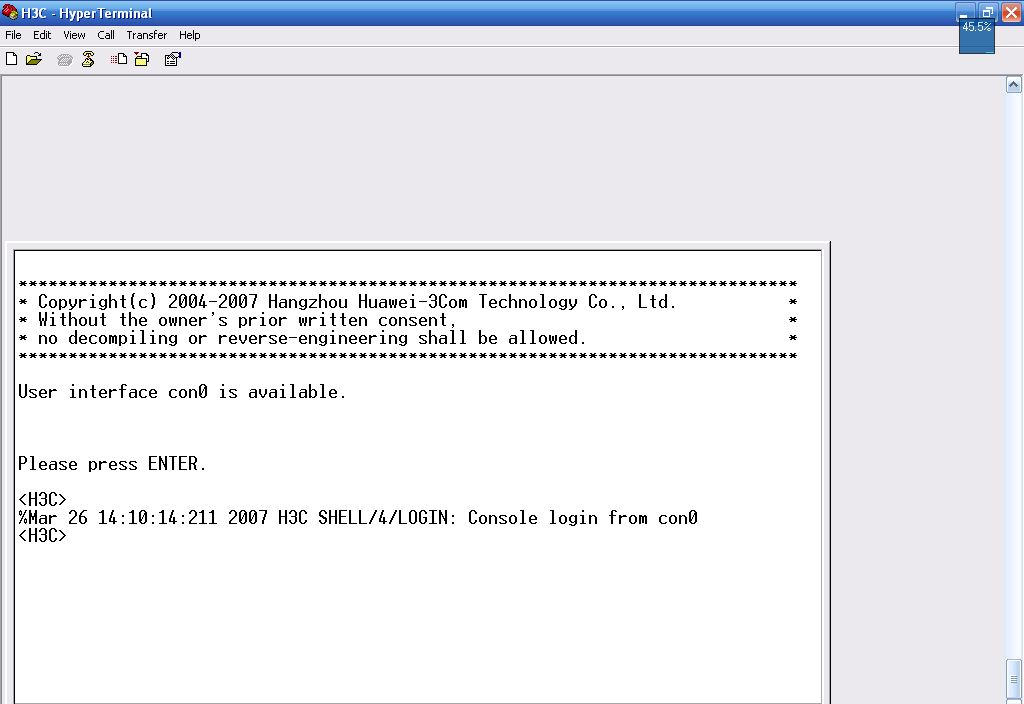 H3C - HyperTerminal
45.5%
File Edit View Call Transfer Help
******************************************************************************
* Copyright(c) 2004-2007 Hangzhou Huawei-3Com Technology Co., Ltd. *
* Without the owner's prior written consent, *
* no decompiling or reverse-engineering shall be allowed. *
******************************************************************************
User interface con0 is available.
Please press ENTER.
<H3C>
%Mar 26 14:10:14:211 2007 H3C SHELL/4/LOGIN: Console login from con0
<H3C>